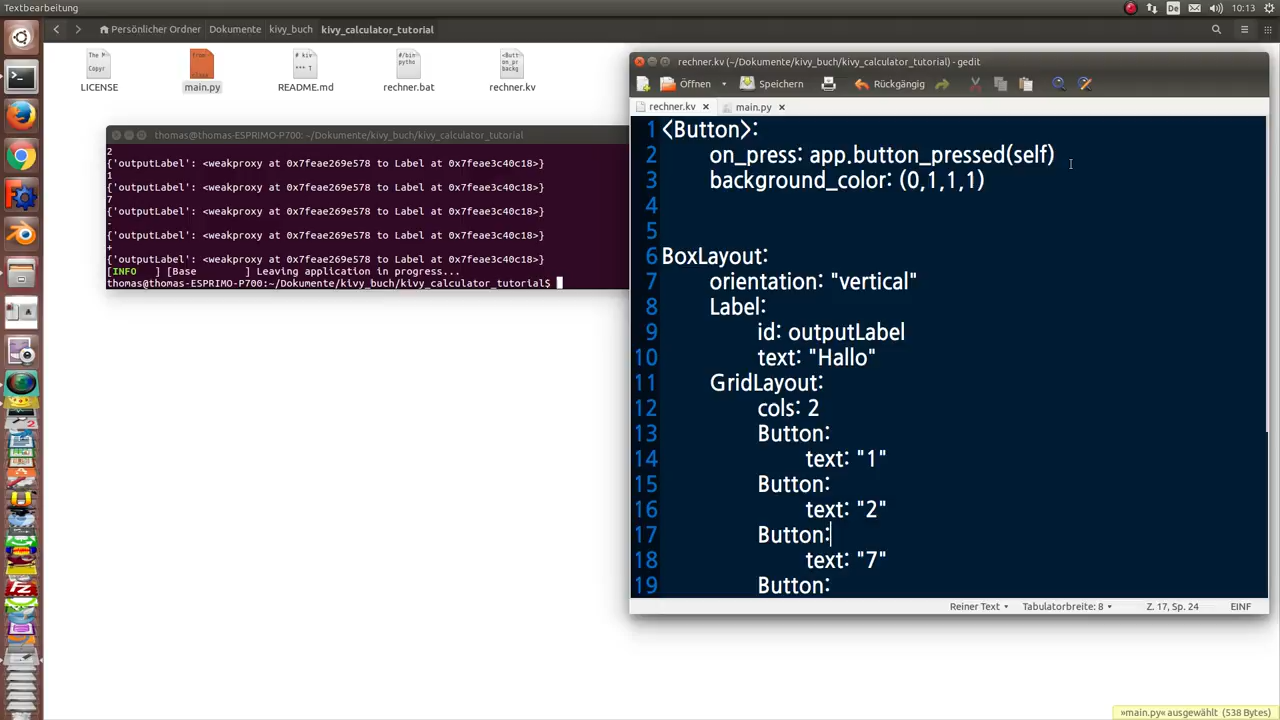 Textbearbeitung
De
10:13
Persönlicher Ordner
Dokumente
kivy_buch
kivy_calculator_tutorial
LICENSE
main.py
README.md
rechner.bat
rechner.kv
thomas@thomas-ESPRIMO-P700: ~/Dokumente/kivy_buch/kivy_calculator_tutorial
2
{'outputLabel': <weakproxy at 0x7feae269e578 to Label at 0x7feae3c40c18>}
1
{'outputLabel': <weakproxy at 0x7feae269e578 to Label at 0x7feae3c40c18>}
7
{'outputLabel': <weakproxy at 0x7feae269e578 to Label at 0x7feae3c40c18>}
-
{'outputLabel': <weakproxy at 0x7feae269e578 to Label at 0x7feae3c40c18>}
+
{'outputLabel': <weakproxy at 0x7feae269e578 to Label at 0x7feae3c40c18>}
[INFO   ] [Base        ] Leaving application in progress...
thomas@thomas-ESPRIMO-P700:~/Dokumente/kivy_buch/kivy_calculator_tutorial$
rechner.kv (~/Dokumente/kivy_buch/kivy_calculator_tutorial) - gedit
Öffnen
Speichern
Rückgängig
rechner.kv
main.py
1 <Button>:
2 on_press: app.button_pressed(self)
3 background_color: (0,1,1,1)
4
5
6 BoxLayout:
7 orientation: "vertical"
8 Label:
9 id: outputLabel
10 text: "Hallo"
11 GridLayout:
12 cols: 2
13 Button:
14 text: "1"
15 Button:
16 text: "2"
17 Button:
18 text: "7"
19 Button:
Reiner Text
Tabulatorbreite: 8
Z. 17, Sp. 24
EINF
»main.py« ausgewählt (538 Bytes)